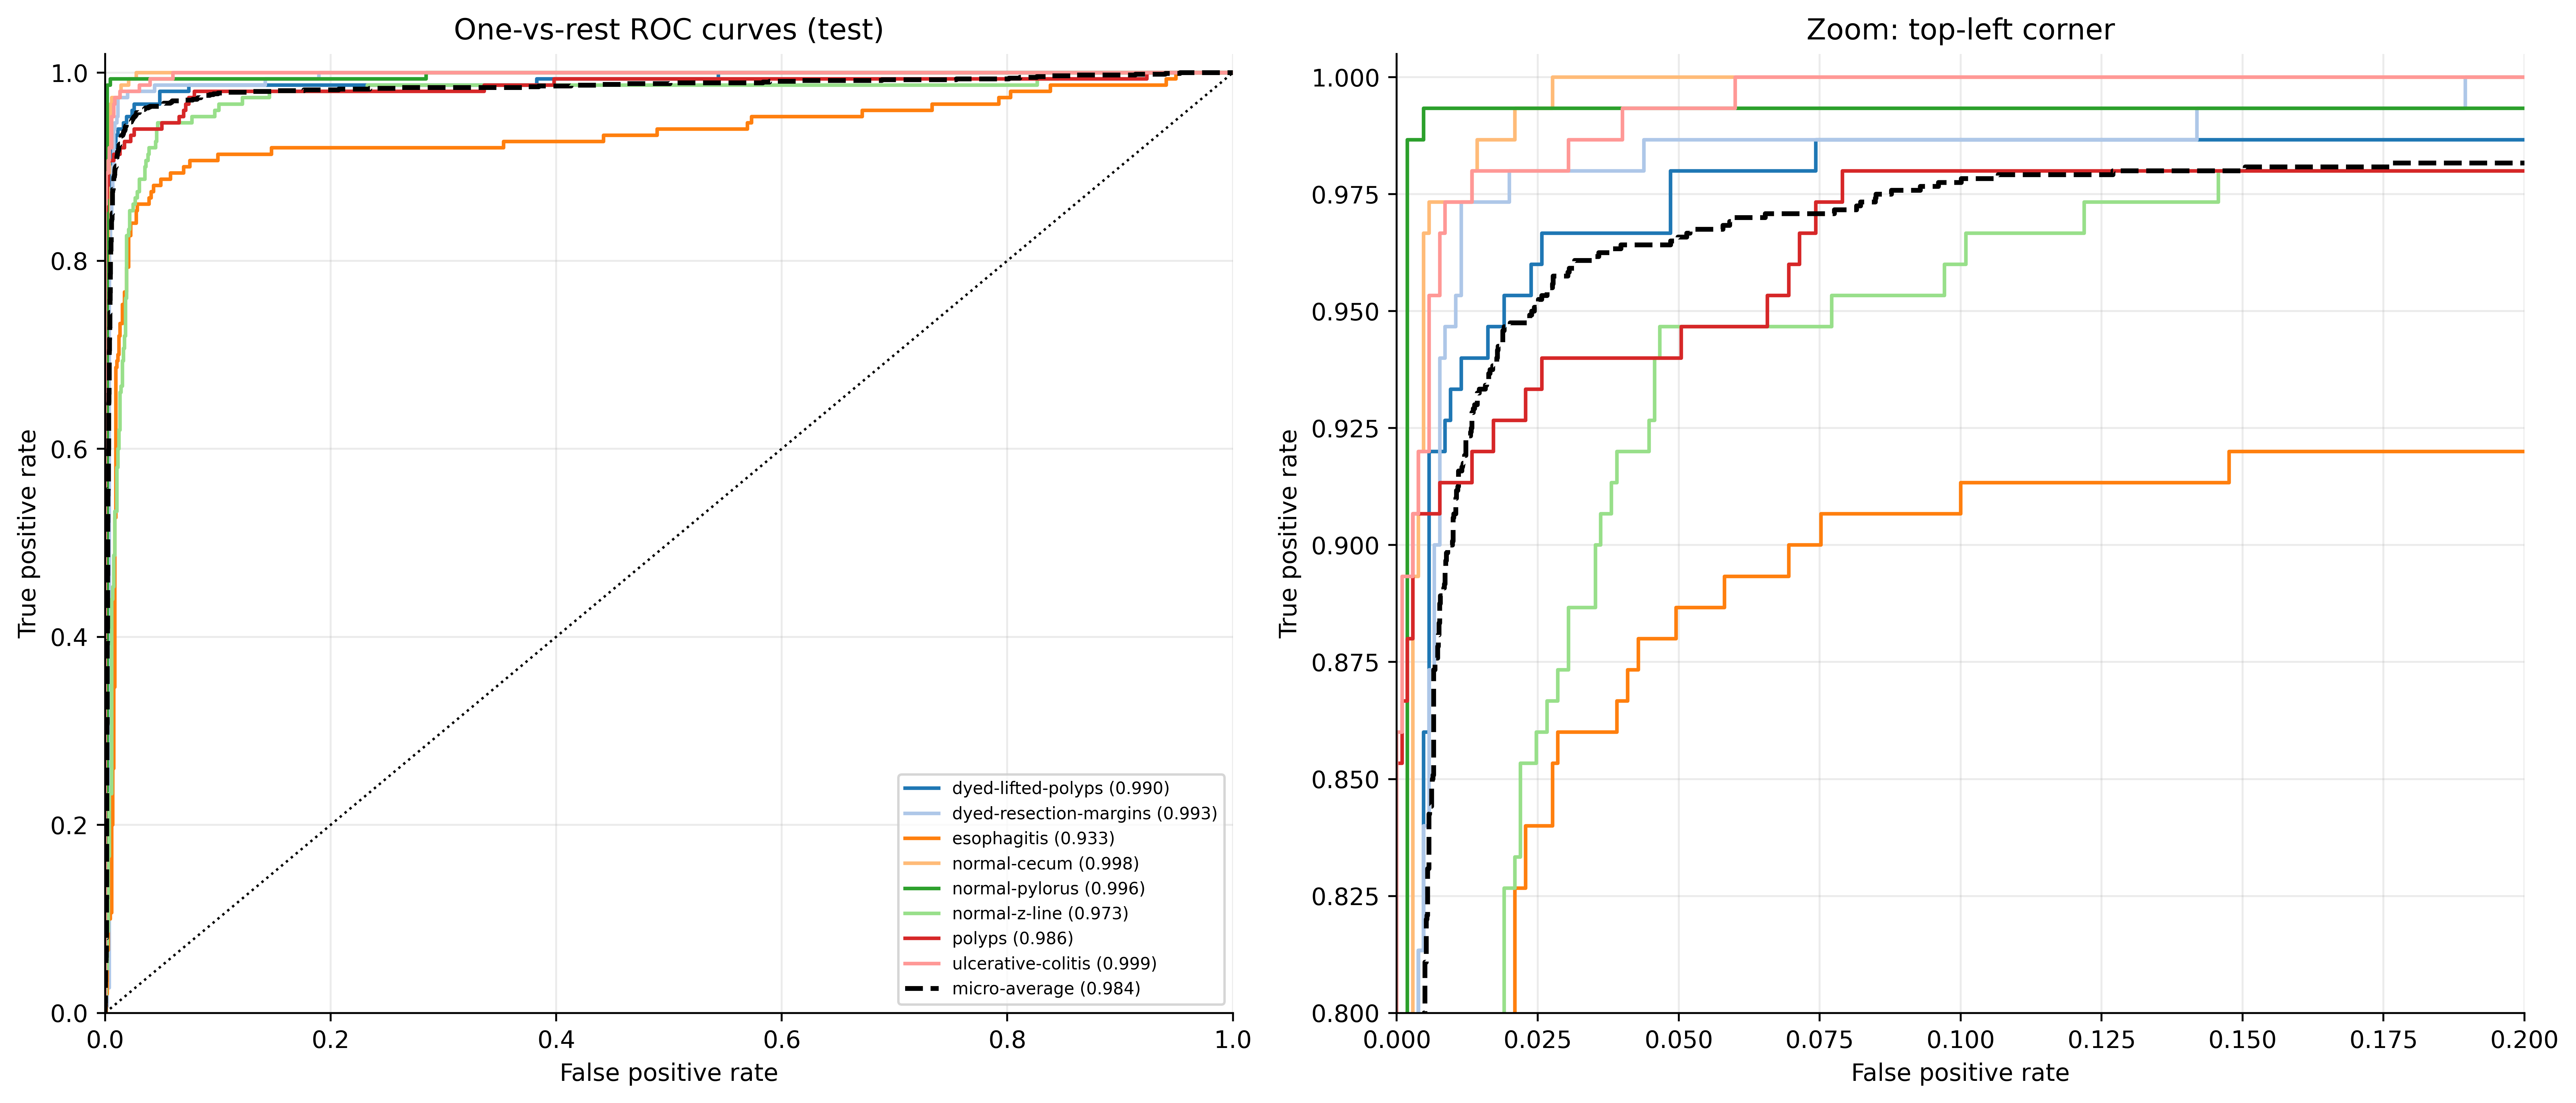 One-vs-rest ROC curves (test)
True positive rate
1.0
0.8
0.6
0.4
0.2
0.0
0.0 0.2 0.4 0.6 0.8 1.0
False positive rate
dyed-lifted-polyps (0.990)
dyed-resection-margins (0.993)
esophagitis (0.933)
normal-cecum (0.998)
normal-pylorus (0.996)
normal-z-line (0.973)
polyps (0.986)
ulcerative-colitis (0.999)
micro-average (0.984)
Zoom: top-left corner
True positive rate
1.000
0.975
0.950
0.925
0.900
0.875
0.850
0.825
0.800
0.000 0.025 0.050 0.075 0.100 0.125 0.150 0.175 0.200
False positive rate